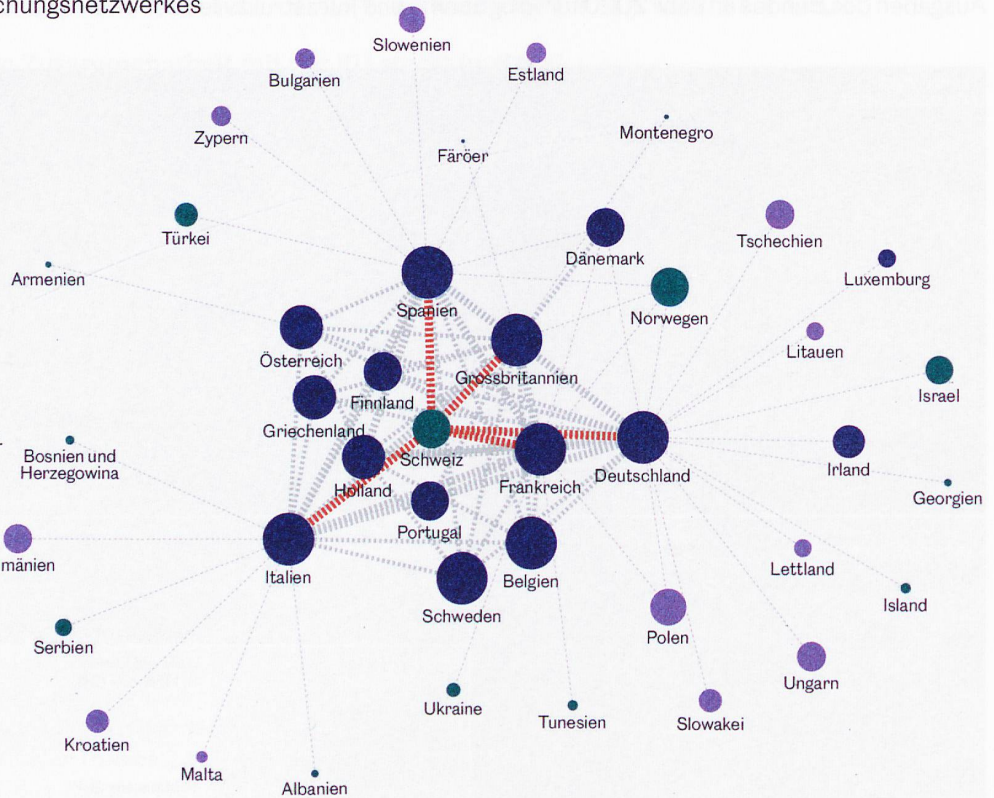 chungsnetzwerkes
Slowenien
Bulgarien
Estland
Zypern
Montenegro
Färöer
Türkei
Tschechien
Dänemark
Armenien
Luxemburg
Spanien
Norwegen
Österreich
Litauen
Grossbritannien
Finnland
Israel
Griechenland
Schweiz
Bosnien und
Herzegowina
Irland
Deutschland
Holland
Frankreich
Georgien
Portugal
mänien
Lettland
Italien
Belgien
Island
Schweden
Serbien
Polen
Ungarn
Ukraine
Tunesien
Slowakei
Kroatien
Malta
Albanien